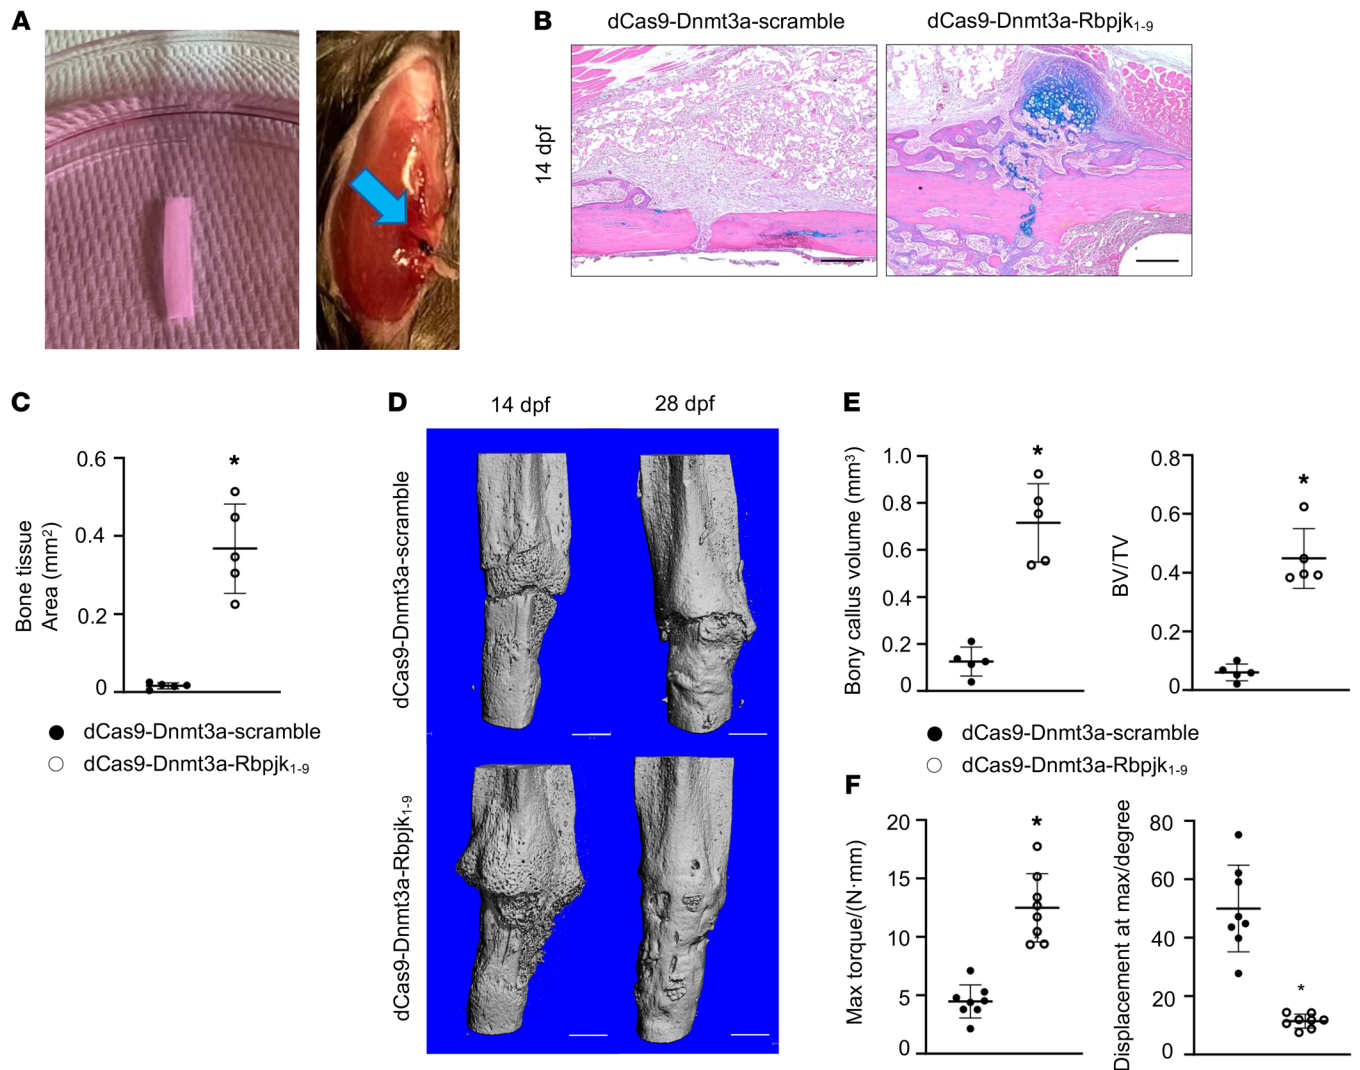 A
B
dCas9-Dnmt3a-scramble
dCas9-Dnmt3a-Rbpjk1-9
14 dpf
C
Bone tissue
Area (mm2)
0.6
0.4
0.2
0
*
dCas9-Dnmt3a-scramble
dCas9-Dnmt3a-Rbpjk1-9
D
14 dpf
28 dpf
dCas9-Dnmt3a-scramble
dCas9-Dnmt3a-Rbpjk1-9
E
Bony callus volume (mm3)
1.0
0.8
0.6
0.4
0.2
0
*
BV/TV
0.8
0.6
0.4
0.2
0
*
dCas9-Dnmt3a-scramble
dCas9-Dnmt3a-Rbpjk1-9
F
Max torque/(N·mm)
20
15
10
5
0
*
Displacement at max/degree
80
60
40
20
0
*